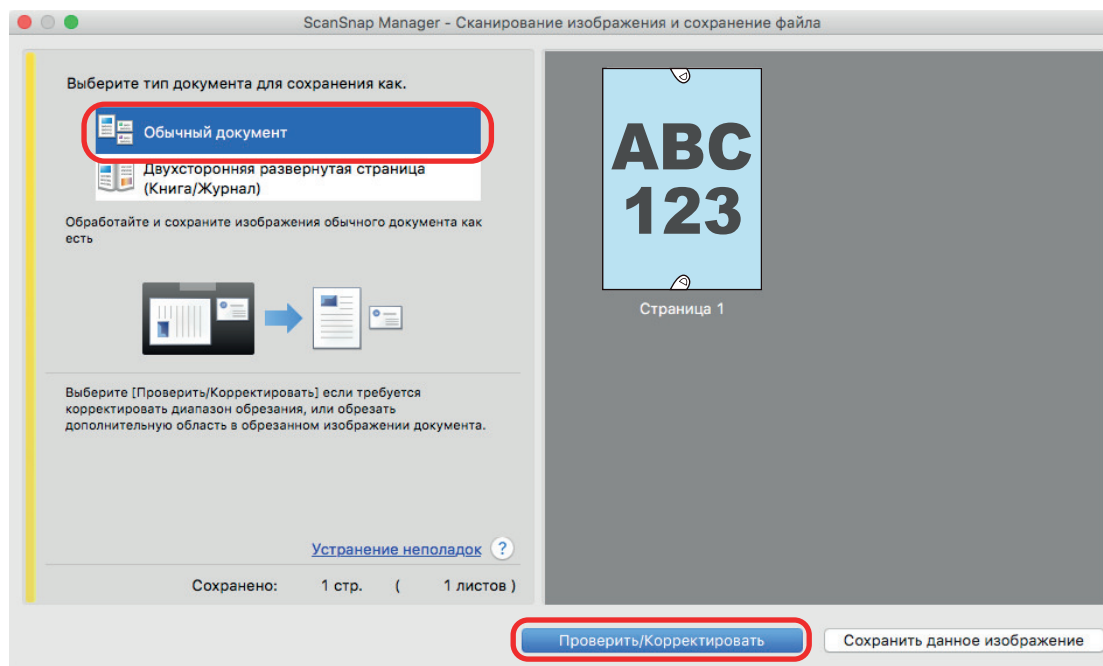 ScanSnap Manager - Сканирование изображения и сохранение файла
Выберите тип документа для сохранения как.
Обычный документ
Двухсторонняя развернутая страница
(Книга/Журнал)
Обработайте и сохраните изображения обычного документа как
есть
Выберите [Проверить/Корректировать] если требуется
корректировать диапазон обрезания, или обрезать
дополнительную область в обрезанном изображении документа.
Устранение неполадок ?
Сохранено: 1 стр. ( 1 листов )
ABC
123
Страница 1
Проверить/Корректировать
Сохранить данное изображение